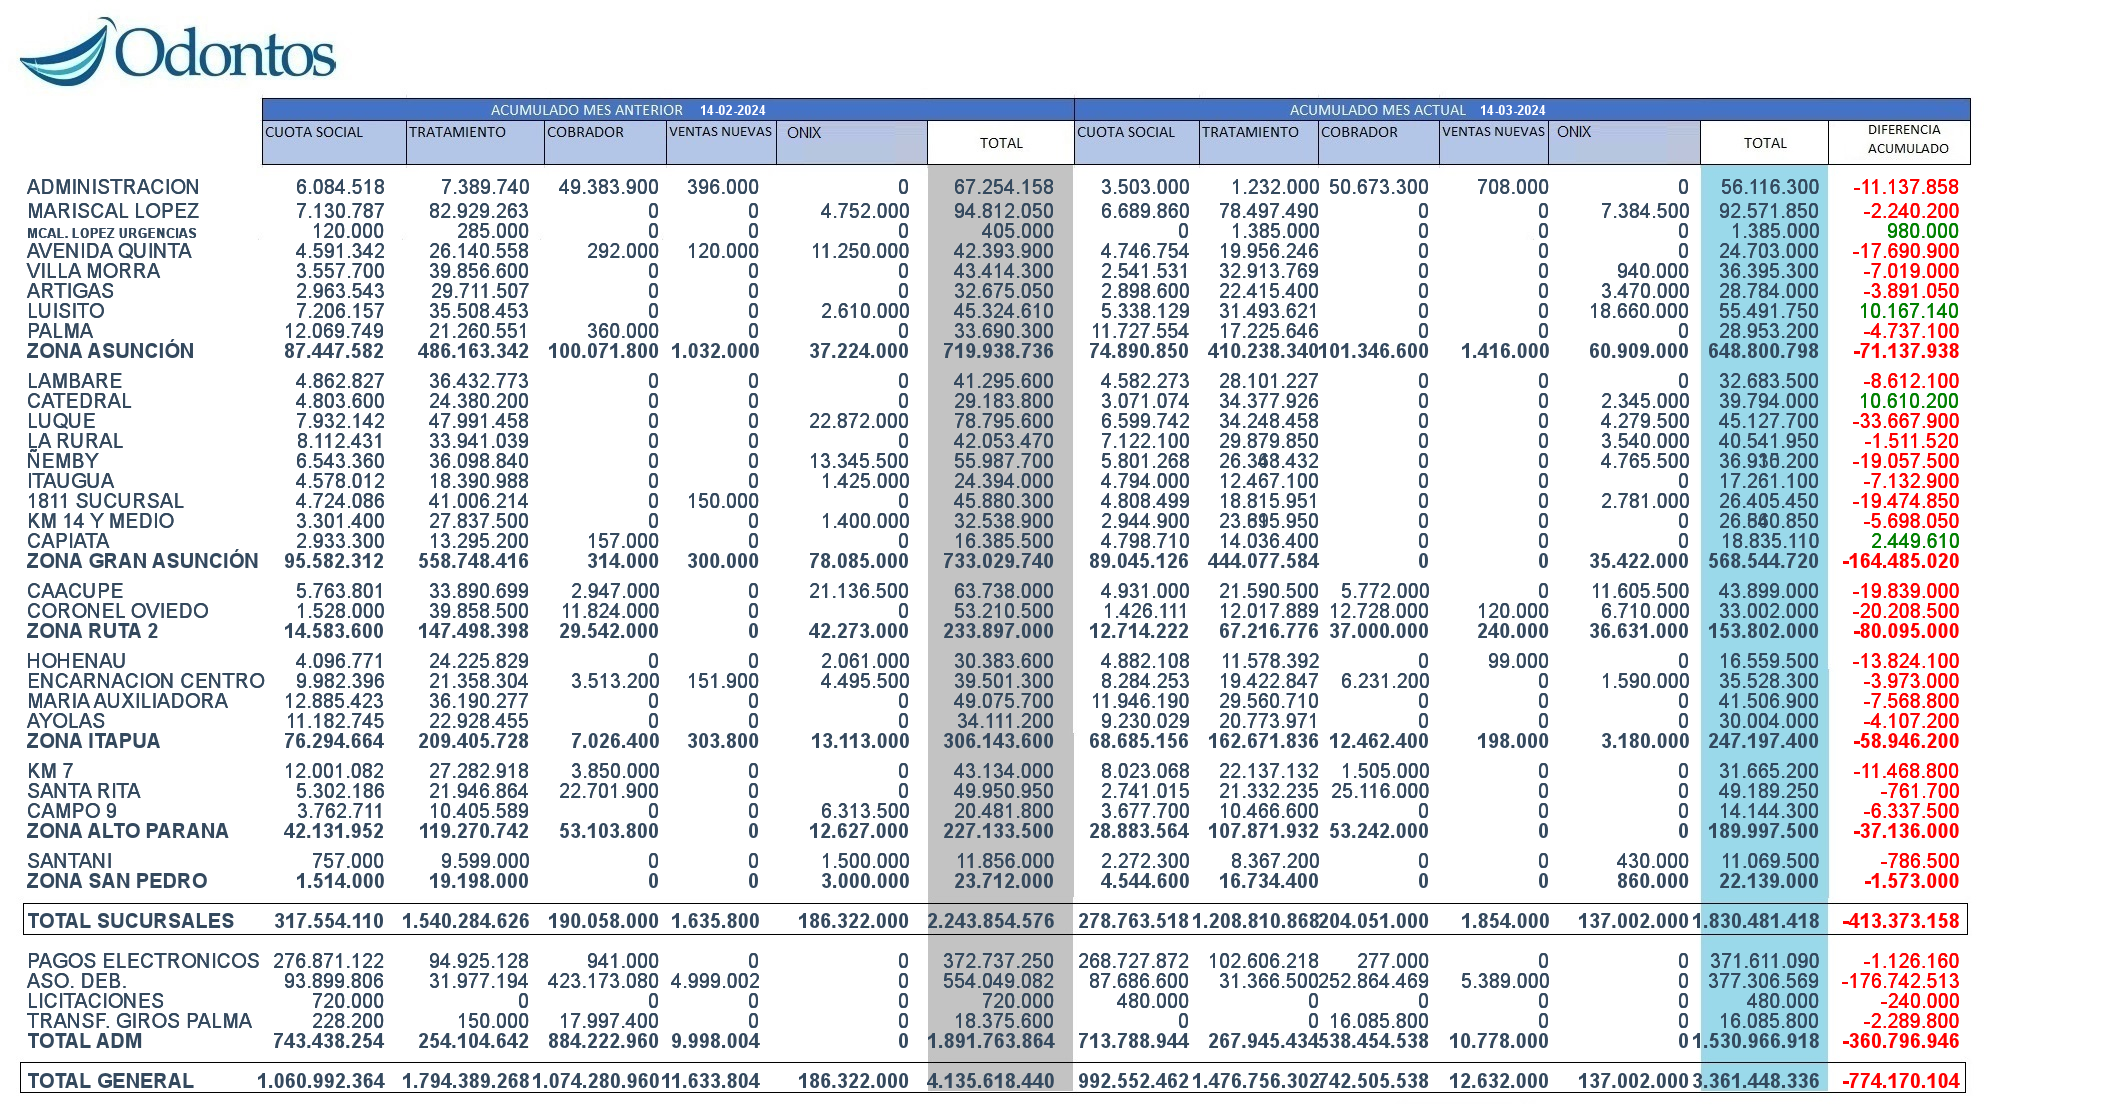 Odontos
ACUMULADO MES ANTERIOR 14-02-2024 ACUMULADO MES ACTUAL 14-03-2024
CUOTA SOCIAL TRATAMIENTO COBRADOR VENTAS NUEVAS ONIX TOTAL CUOTA SOCIAL TRATAMIENTO COBRADOR VENTAS NUEVAS ONIX TOTAL DIFERENCIA ACUMULADO
ADMINISTRACION 6.084.518 7.389.740 49.383.900 396.000 0 67.254.158 3.503.000 1.232.000 50.673.300 708.000 0 56.116.300 -11.137.858
MARISCAL LOPEZ 7.130.787 82.929.263 0 0 4.752.000 94.812.050 6.689.860 78.497.490 0 0 7.384.500 92.571.850 -2.240.200
MCAL. LOPEZ URGENCIAS 120.000 285.000 0 0 0 405.000 0 1.385.000 0 0 0 1.385.000 980.000
AVENIDA QUINTA 4.591.342 26.140.558 292.000 120.000 11.250.000 42.393.900 4.746.754 19.956.246 0 0 0 24.703.000 -17.690.900
VILLA MORRA 3.557.700 39.856.600 0 0 0 43.414.300 2.541.531 32.913.769 0 0 940.000 36.395.300 -7.019.000
ARTIGAS 2.963.543 29.711.507 0 0 0 32.675.050 2.898.600 22.415.400 0 0 3.470.000 28.784.000 -3.891.050
LUISITO 7.206.157 35.508.453 0 0 2.610.000 45.324.610 5.338.129 31.493.621 0 0 18.660.000 55.491.750 10.167.140
PALMA 12.069.749 21.260.551 360.000 0 0 33.690.300 11.727.554 17.225.646 0 0 0 28.953.200 -4.737.100
ZONA ASUNCIÓN 87.447.582 486.163.342 100.071.800 1.032.000 37.224.000 719.938.736 74.890.850 410.238.340 101.346.600 1.416.000 60.909.000 648.800.798 -71.137.938
LAMBARE 4.862.827 36.432.773 0 0 0 41.295.600 4.582.273 28.101.227 0 0 0 32.683.500 -8.612.100
CATEDRAL 4.803.600 24.380.200 0 0 0 29.183.800 3.071.074 34.377.926 0 0 2.345.000 39.794.000 10.610.200
LUQUE 7.932.142 47.991.458 0 0 22.872.000 78.795.600 6.599.742 34.248.458 0 0 4.279.500 45.127.700 -33.667.900
LA RURAL 8.112.431 33.941.039 0 0 0 42.053.470 7.122.100 29.879.850 0 0 3.540.000 40.541.950 -1.511.520
ÑEMBY 6.543.360 36.098.840 0 0 13.345.500 55.987.700 5.801.268 0 0 4.765.500 -19.057.500
ITAUGUA 4.578.012 18.390.988 0 0 1.425.000 24.394.000 4.794.000 12.467.100 0 0 0 17.261.100 -7.132.900
1811 SUCURSAL 4.724.086 41.006.214 0 150.000 0 45.880.300 4.808.499 18.815.951 0 0 2.781.000 26.405.450 -19.474.850
KM 14 Y MEDIO 3.301.400 27.837.500 0 0 1.400.000 32.538.900 2.944.900 0 0 0 -5.698.050
CAPIATA 2.933.300 13.295.200 157.000 0 0 16.385.500 4.798.710 14.036.400 0 0 0 18.835.110 2.449.610
ZONA GRAN ASUNCIÓN 95.582.312 558.748.416 314.000 300.000 78.085.000 733.029.740 89.045.126 444.077.584 0 0 35.422.000 568.544.720 -164.485.020
CAACUPE 5.763.801 33.890.699 2.947.000 0 21.136.500 63.738.000 4.931.000 21.590.500 5.772.000 0 11.605.500 43.899.000 -19.839.000
CORONEL OVIEDO 1.528.000 39.858.500 11.824.000 0 0 53.210.500 1.426.111 12.017.889 12.728.000 120.000 6.710.000 33.002.000 -20.208.500
ZONA RUTA 2 14.583.600 147.498.398 29.542.000 0 42.273.000 233.897.000 12.714.222 67.216.776 37.000.000 240.000 36.631.000 153.802.000 -80.095.000
HOHENAU 4.096.771 24.225.829 0 0 2.061.000 30.383.600 4.882.108 11.578.392 0 99.000 0 16.559.500 -13.824.100
ENCARNACION CENTRO 9.982.396 21.358.304 3.513.200 151.900 4.495.500 39.501.300 8.284.253 19.422.847 6.231.200 0 1.590.000 35.528.300 -3.973.000
MARIA AUXILIADORA 12.885.423 36.190.277 0 0 0 49.075.700 11.946.190 29.560.710 0 0 0 41.506.900 -7.568.800
AYOLAS 11.182.745 22.928.455 0 0 0 34.111.200 9.230.029 20.773.971 0 0 0 30.004.000 -4.107.200
ZONA ITAPUA 76.294.664 209.405.728 7.026.400 303.800 13.113.000 306.143.600 68.685.156 162.671.836 12.462.400 198.000 3.180.000 247.197.400 -58.946.200
KM 7 12.001.082 27.282.918 3.850.000 0 0 43.134.000 8.023.068 22.137.132 1.505.000 0 0 31.665.200 -11.468.800
SANTA RITA 5.302.186 21.946.864 22.701.900 0 0 49.950.950 2.741.015 21.332.235 25.116.000 0 0 49.189.250 -761.700
CAMPO 9 3.762.711 10.405.589 0 0 6.313.500 20.481.800 3.677.700 10.466.600 0 0 0 14.144.300 -6.337.500
ZONA ALTO PARANA 42.131.952 119.270.742 53.103.800 0 12.627.000 227.133.500 28.883.564 107.871.932 53.242.000 0 0 189.997.500 -37.136.000
SANTANI 757.000 9.599.000 0 0 1.500.000 11.856.000 2.272.300 8.367.200 0 0 430.000 11.069.500 -786.500
ZONA SAN PEDRO 1.514.000 19.198.000 0 0 3.000.000 23.712.000 4.544.600 16.734.400 0 0 860.000 22.139.000 -1.573.000
TOTAL SUCURSALES 317.554.110 1.540.284.626 190.058.000 1.635.800 186.322.000 2.243.854.576 278.763.518 1.208.810.868 204.051.000 1.854.000 137.002.000 1.830.481.418 -413.373.158
PAGOS ELECTRONICOS 276.871.122 94.925.128 941.000 0 0 372.737.250 268.727.872 102.606.218 277.000 0 0 371.611.090 -1.126.160
ASO. DEB. 93.899.806 31.977.194 423.173.080 4.999.002 0 554.049.082 87.686.600 31.366.500 252.864.469 5.389.000 0 377.306.569 -176.742.513
LICITACIONES 720.000 0 0 0 0 720.000 480.000 0 0 0 0 480.000 -240.000
TRANSF. GIROS PALMA 228.200 150.000 17.997.400 0 0 18.375.600 0 0 16.085.800 0 0 16.085.800 -2.289.800
TOTAL ADM 743.438.254 254.104.642 884.222.960 9.998.004 0 1.891.763.864 713.788.944 267.945.434 538.454.538 10.778.000 0 1.530.966.918 -360.796.946
TOTAL GENERAL 1.060.992.364 1.794.389.268 1.074.280.960 11.633.804 186.322.000 4.135.618.440 992.552.462 1.476.756.302 742.505.538 12.632.000 137.002.000 3.361.448.336 -774.170.104